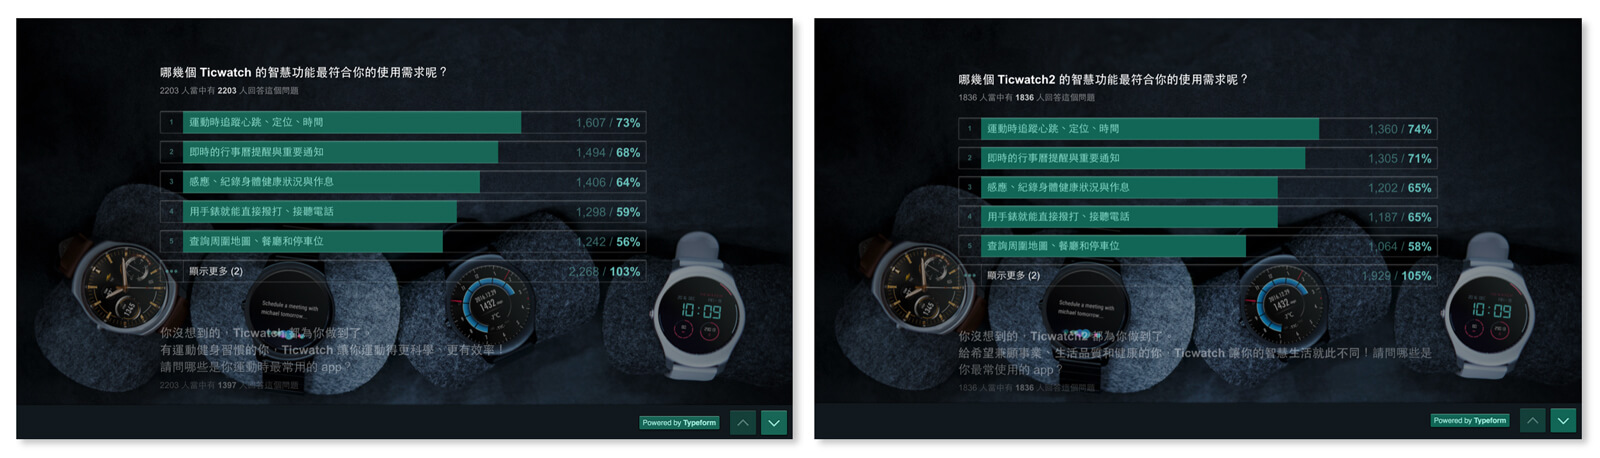 哪幾個 Ticwatch 的智慧功能最符合你的使用需求呢？
2203 人當中有 2203 人回答這個問題
1 運動時追蹤心跳、定位、時間 1,607 / 73%
2 即時的行事曆提醒與重要通知 1,494 / 68%
3 感應、紀錄身體健康狀況與作息 1,406 / 64%
4 用手錶就能直接撥打、接聽電話 1,298 / 59%
5 查詢周圍地圖、餐廳和停車位 1,242 / 56%
••• 顯示更多 (2) 2,268 / 103%
Schedule a meeting with
michael tomorrow...
1432
10:09
你沒想到的，Ticwatch 都為你做到了。
有運動健身習慣的你，Ticwatch 讓你運動得更科學、更有效率！
請問哪些是你運動時最常用的 app？
2203 人當中有 1397 人回答這個問題
Powered by Typeform
哪幾個 Ticwatch2 的智慧功能最符合你的使用需求呢？
1836 人當中有 1836 人回答這個問題
1 運動時追蹤心跳、定位、時間 1,360 / 74%
2 即時的行事曆提醒與重要通知 1,305 / 71%
3 感應、紀錄身體健康狀況與作息 1,202 / 65%
4 用手錶就能直接撥打、接聽電話 1,187 / 65%
5 查詢周圍地圖、餐廳和停車位 1,064 / 58%
••• 顯示更多 (2) 1,929 / 105%
Schedule a meeting with
michael tomorrow...
1432
10:09
你沒想到的，Ticwatch2 都為你做到了。
給希望兼顧事業、生活品質和健康的你，Ticwatch 讓你的智慧生活就此不同！請問哪些是
你最常使用的 app？
1836 人當中有 1836 人回答這個問題
Powered by Typeform